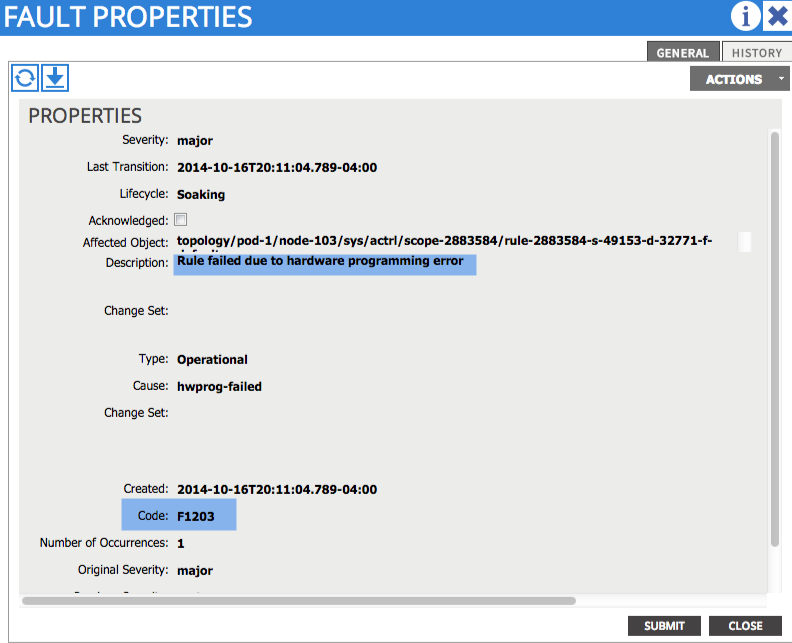 FAULT PROPERTIES
i
GENERAL HISTORY
ACTIONS
PROPERTIES
Severity: major
Last Transition: 2014-10-16T20:11:04.789-04:00
Lifecycle: Soaking
Acknowledged:
Affected Object: topology/pod-1/node-103/sys/actrl/scope-2883584/rule-2883584-s-49153-d-32771-f-
Description: Rule failed due to hardware programming error
Change Set:
Type: Operational
Cause: hwprog-failed
Change Set:
Created: 2014-10-16T20:11:04.789-04:00
Code: F1203
Number of Occurrences: 1
Original Severity: major
SUBMIT CLOSE